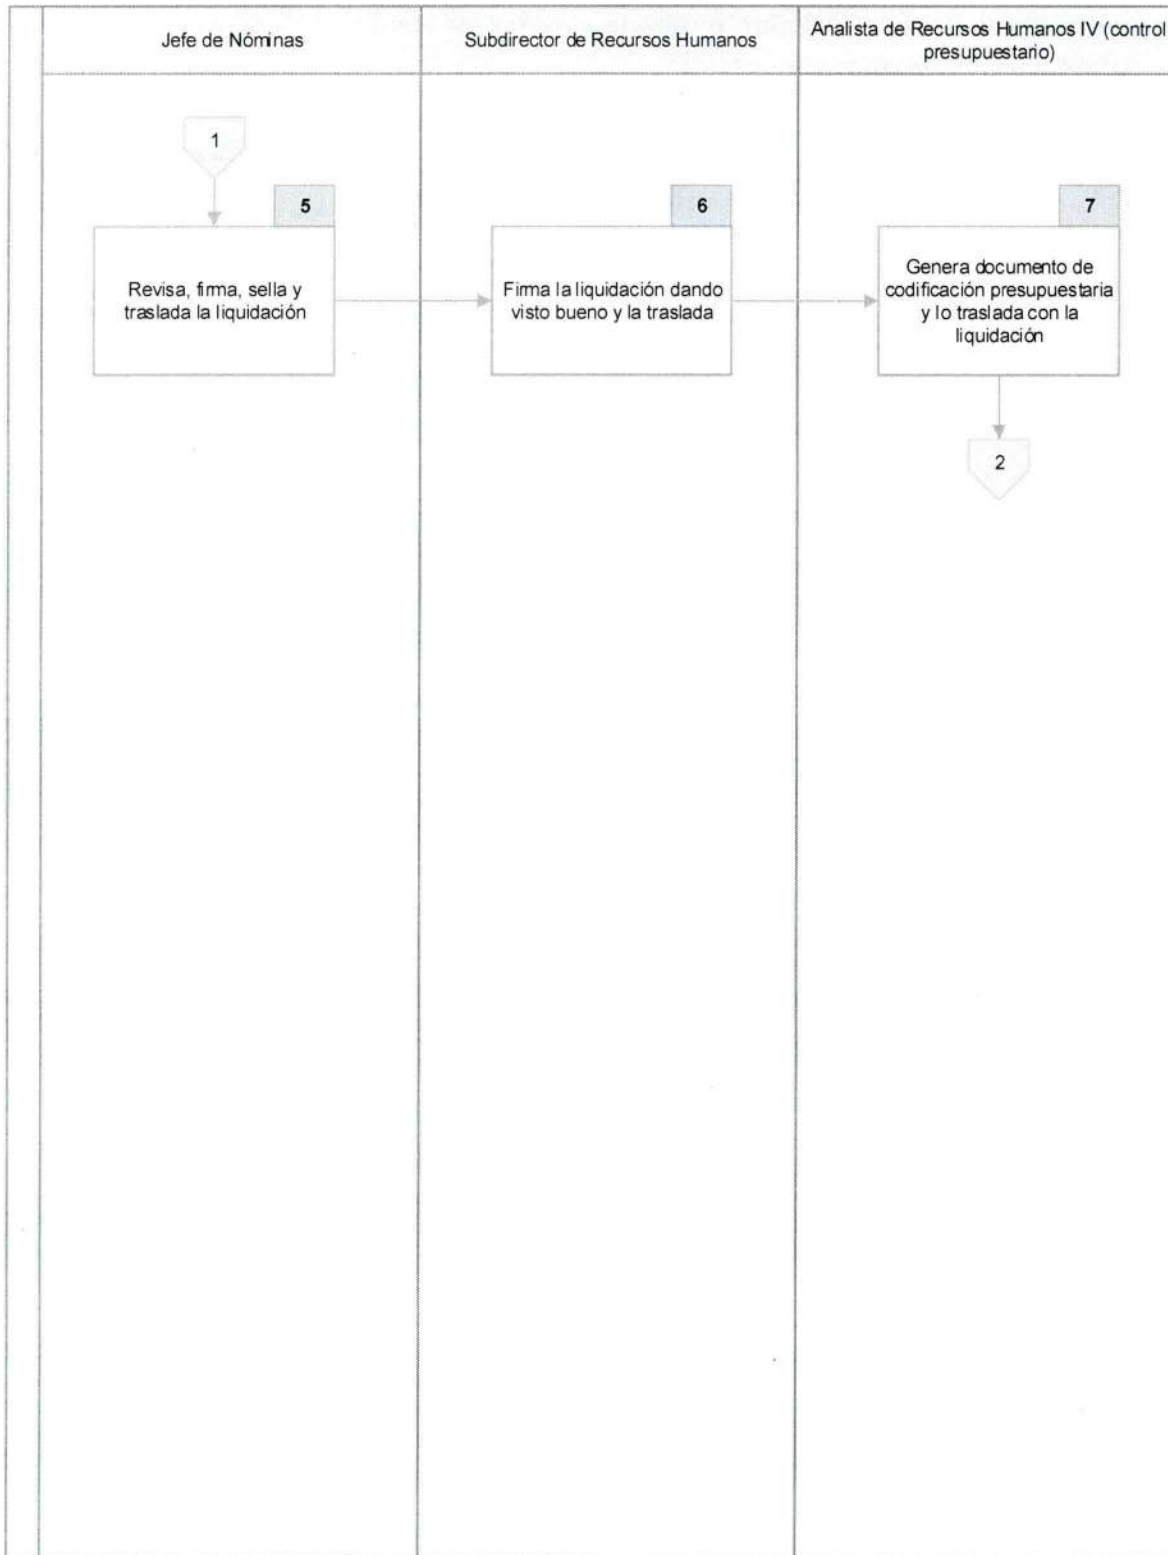 Jefe de Nóminas
Subdirector de Recursos Humanos
Analista de Recursos Humanos IV (control
presupuestario)
1
5
Revisa, firma, sella y
traslada la liquidación
6
Firma la liquidación dando
visto bueno y la traslada
7
Genera documento de
codificación presupuestaria
y lo traslada con la
liquidación
2